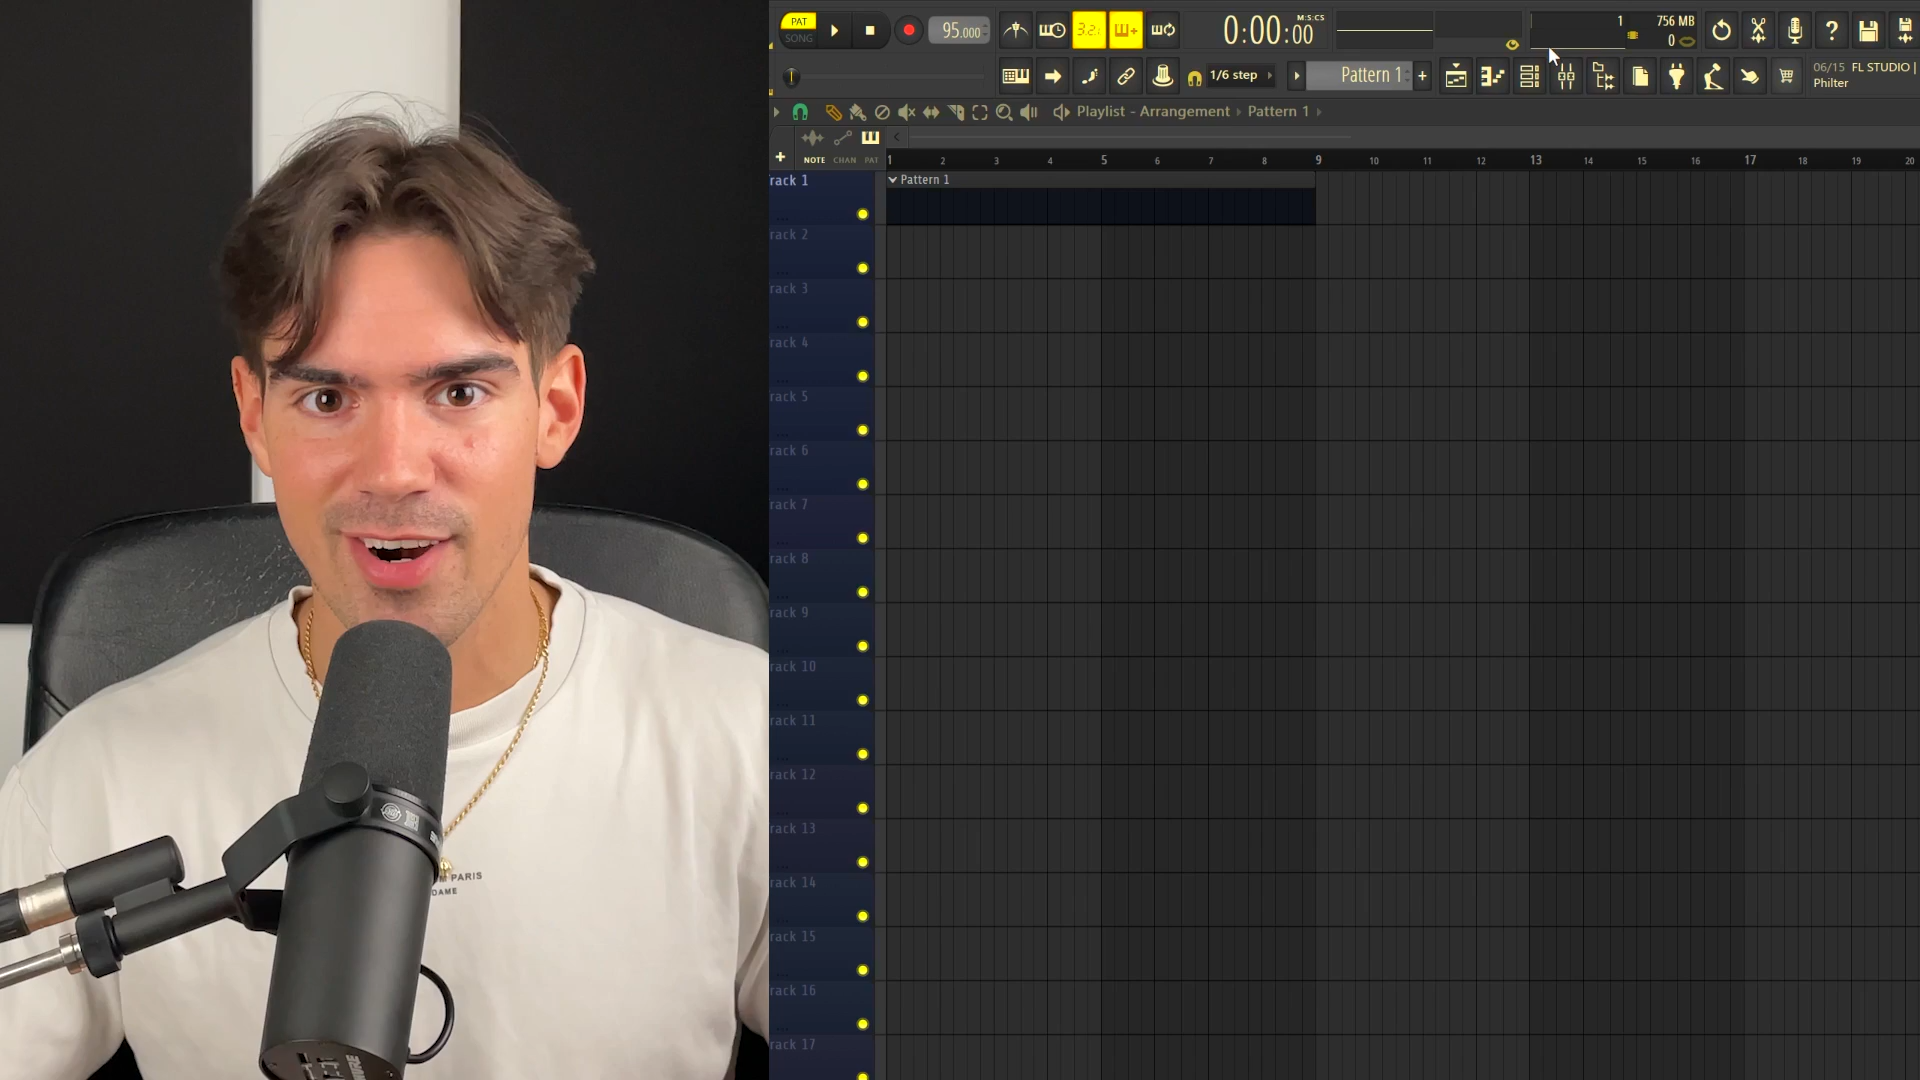 PAT
SONG
95.000
3.2.
0:00:00
M:S:CS
1
756 MB
0
1/6 step
Pattern 1
06/15 FL STUDIO |
Philter
Playlist - Arrangement › Pattern 1 ›
NOTE CHAN PAT
1 2 3 4 5 6 7 8 9 10 11 12 13 14 15 16 17 18 19 20
rack 1
Pattern 1
rack 2
rack 3
rack 4
rack 5
rack 6
rack 7
rack 8
rack 9
rack 10
rack 11
rack 12
rack 13
rack 14
rack 15
rack 16
rack 17
PARIS
DAME